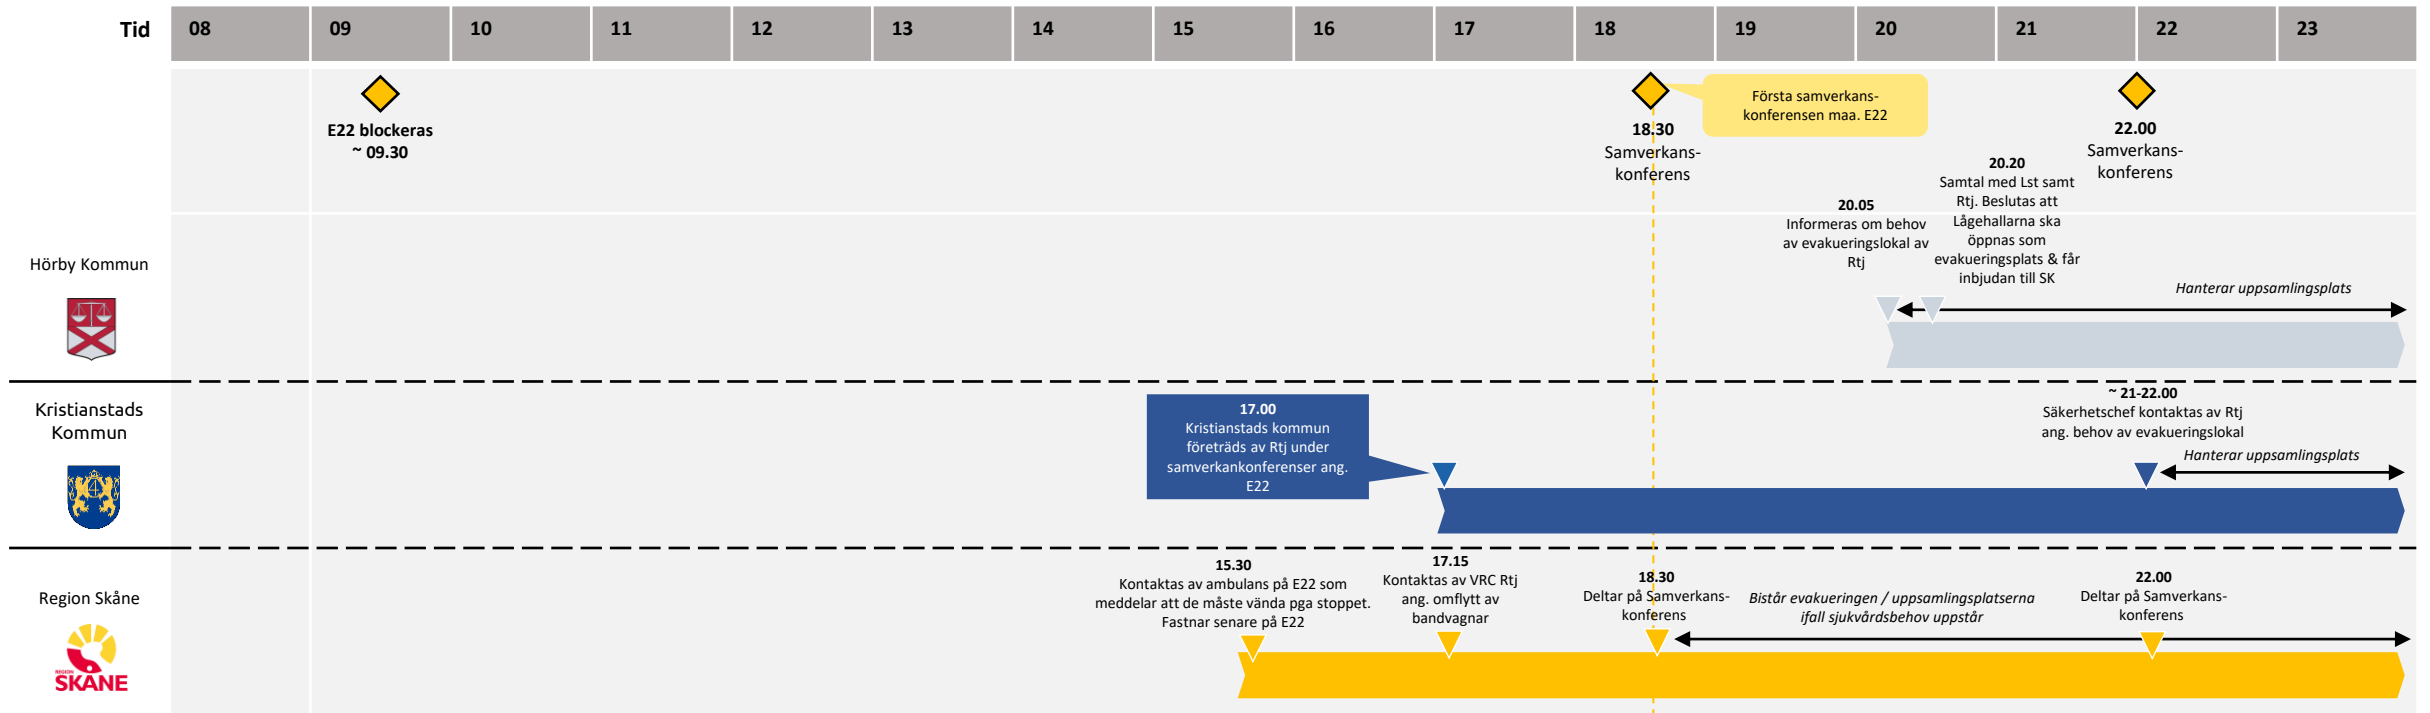 Tid
08
09
10
11
12
13
14
15
16
17
18
19
20
21
22
23
E22 blockeras
~ 09.30
18.30
Samverkans-
konferens
Första samverkans-
konferensen maa. E22
22.00
Samverkans-
konferens
Hörby Kommun
20.05
Informeras om behov
av evakueringslokal av
Rtj
20.20
Samtal med Lst samt
Rtj. Beslutas att
Lågehallarna ska
öppnas som
evakueringsplats & får
inbjudan till SK
Hanterar uppsamlingsplats
Kristianstads
Kommun
17.00
Kristianstads kommun
företräds av Rtj under
samverkankonferenser ang.
E22
~ 21-22.00
Säkerhetschef kontaktas av Rtj
ang. behov av evakueringslokal
Hanterar uppsamlingsplats
Region Skåne
REGION
SKÅNE
15.30
Kontaktas av ambulans på E22 som
meddelar att de måste vända pga stoppet.
Fastnar senare på E22
17.15
Kontaktas av VRC Rtj
ang. omflytt av
bandvagnar
18.30
Deltar på Samverkans-
konferens
Bistår evakueringen / uppsamlingsplatserna
ifall sjukvårdsbehov uppstår
22.00
Deltar på Samverkans-
konferens